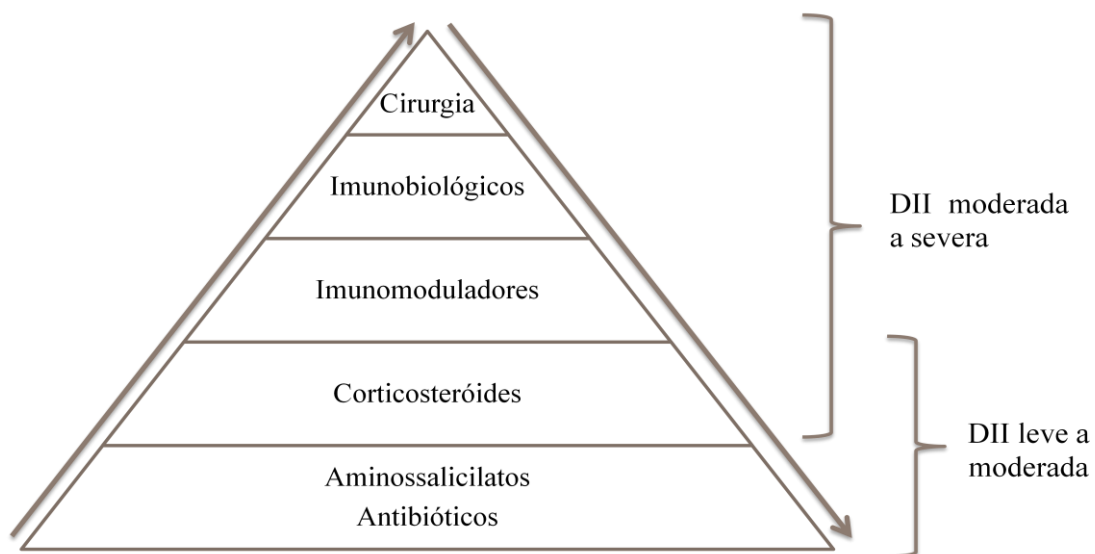 Cirurgia
Imunobiológicos
Imunomoduladores
Corticosteróides
Aminossalicilatos
Antibióticos
DII moderada
a severa
DII leve a
moderada